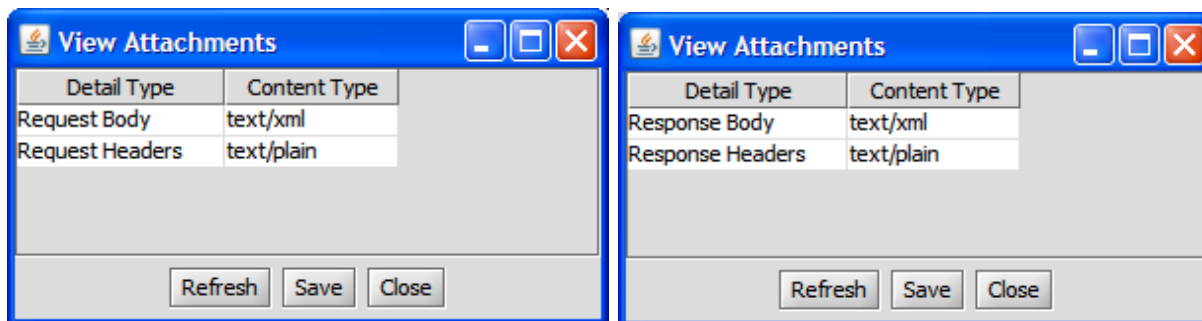 View Attachments
Detail Type Content Type
Request Body text/xml
Request Headers text/plain
Refresh Save Close
View Attachments
Detail Type Content Type
Response Body text/xml
Response Headers text/plain
Refresh Save Close